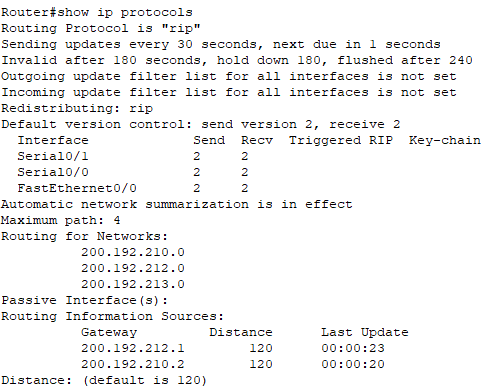 Router#show ip protocols
Routing Protocol is "rip"
Sending updates every 30 seconds, next due in 1 seconds
Invalid after 180 seconds, hold down 180, flushed after 240
Outgoing update filter list for all interfaces is not set
Incoming update filter list for all interfaces is not set
Redistributing: rip
Default version control: send version 2, receive 2
  Interface             Send  Recv  Triggered RIP  Key-chain
  Serial0/1             2     2
  Serial0/0             2     2
  FastEthernet0/0       2     2
Automatic network summarization is in effect
Maximum path: 4
Routing for Networks:
          200.192.210.0
          200.192.212.0
          200.192.213.0
Passive Interface(s):
Routing Information Sources:
          Gateway         Distance      Last Update
          200.192.212.1        120      00:00:23
          200.192.210.2        120      00:00:20
Distance: (default is 120)